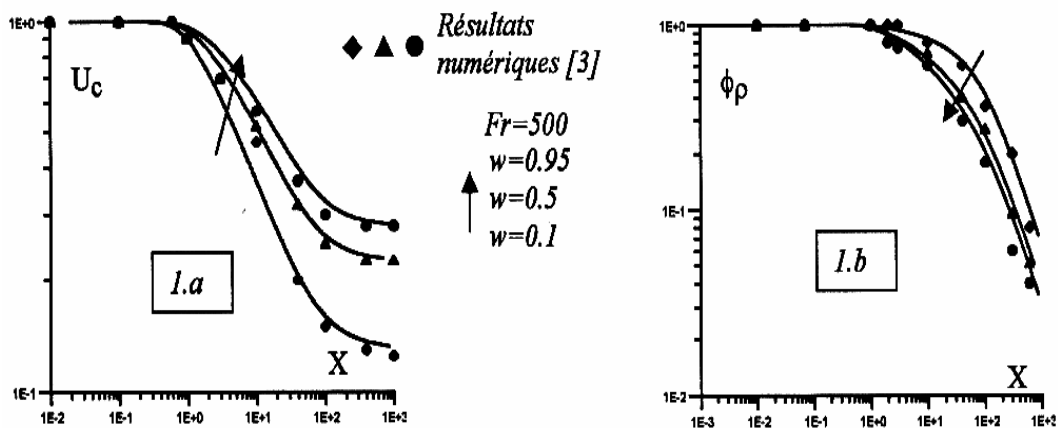 1E+0
U_c
Résultats
numériques [3]
Fr=500
w=0.95
w=0.5
w=0.1
1.a
X
1E-1
1E-2 1E-1 1E+0 1E+1 1E+2 1E+3
1E+0
ϕ_ρ
1E-1
1.b
X
1E-2
1E-3 1E-2 1E-1 1E+0 1E+1 1E+2 1E+3